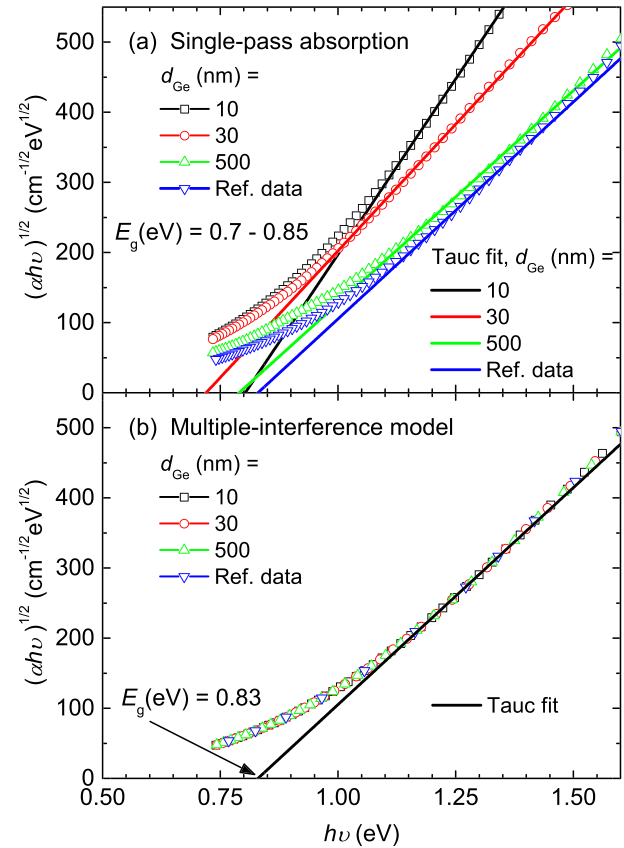 (a) Single-pass absorption
d_Ge (nm) =
10
30
500
Ref. data
E_g(eV) = 0.7 - 0.85
Tauc fit, d_Ge (nm) =
10
30
500
Ref. data
(αhυ)^1/2 (cm^-1/2eV^1/2)
500
400
300
200
100
0
(b) Multiple-interference model
d_Ge (nm) =
10
30
500
Ref. data
E_g(eV) = 0.83
Tauc fit
(αhυ)^1/2 (cm^-1/2eV^1/2)
500
400
300
200
100
0
0.50 0.75 1.00 1.25 1.50
hυ (eV)